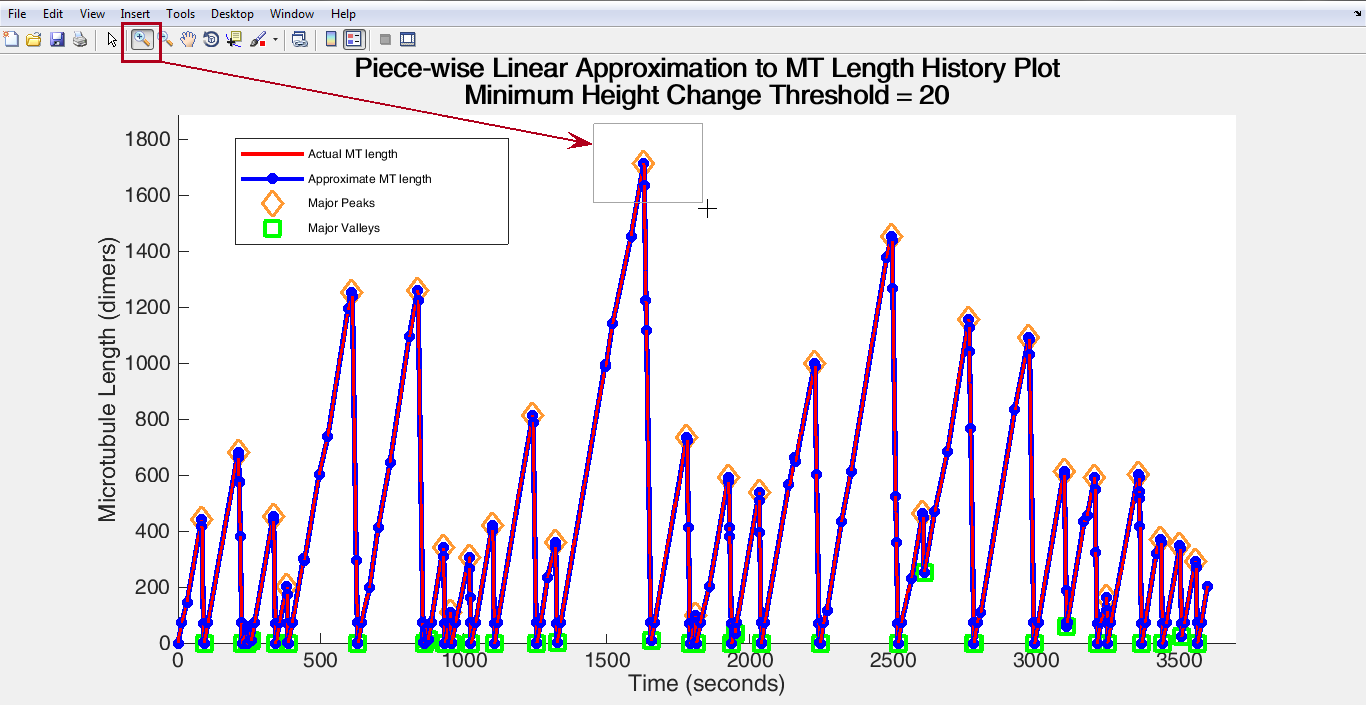 File Edit View Insert Tools Desktop Window Help
Piece-wise Linear Approximation to MT Length History Plot
Minimum Height Change Threshold = 20
Actual MT length
Approximate MT length
Major Peaks
Major Valleys
Microtubule Length (dimers)
1800
1600
1400
1200
1000
800
600
400
200
0
0 500 1000 1500 2000 2500 3000 3500
Time (seconds)